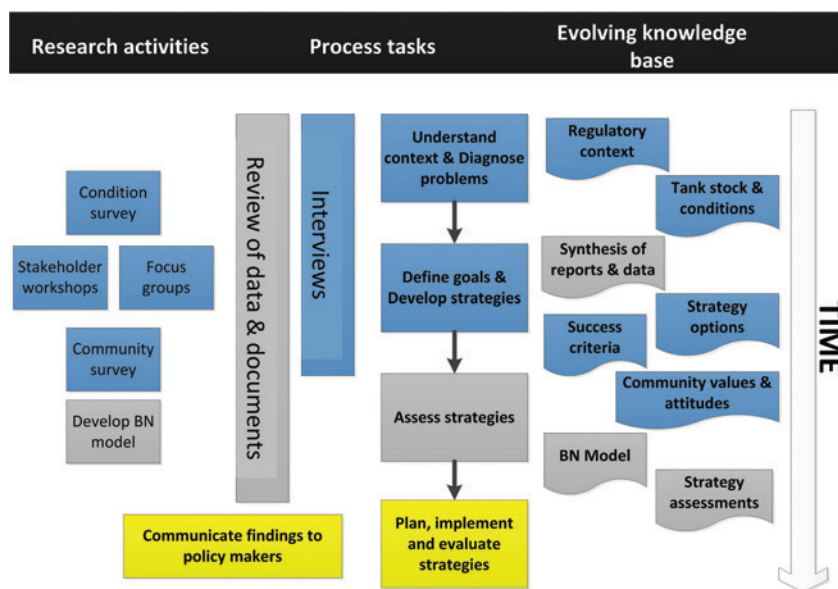 Research activities
Process tasks
Evolving knowledge
base
Condition
survey
Stakeholder
workshops
Focus
groups
Community
survey
Develop BN
model
Review of data & documents
Interviews
Communicate findings to
policy makers
Understand
context & Diagnose
problems
Define goals &
Develop strategies
Assess strategies
Plan, implement
and evaluate
strategies
Regulatory
context
Tank stock &
conditions
Synthesis of
reports & data
Strategy
options
Success
criteria
Community values &
attitudes
BN Model
Strategy
assessments
TIME